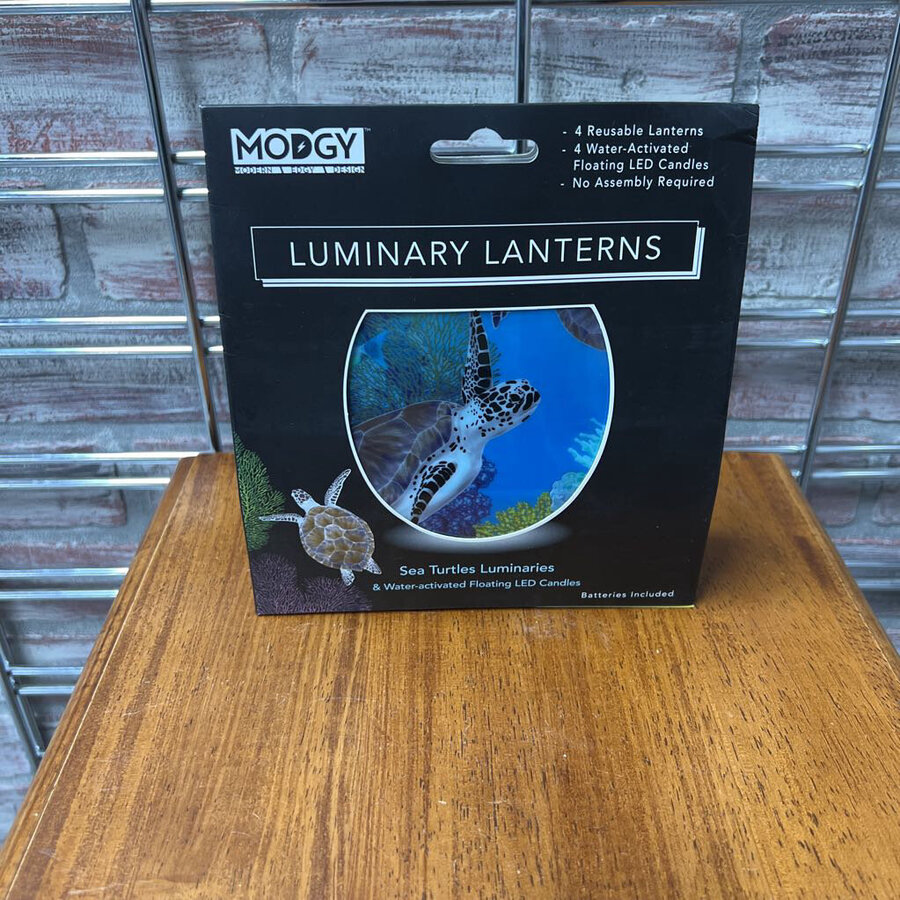 MODGY™
MODERN \ EDGY \ DESIGN
- 4 Reusable Lanterns
- 4 Water-Activated
Floating LED Candles
- No Assembly Required
LUMINARY LANTERNS
Sea Turtles Luminaries
& Water-activated Floating LED Candles
Batteries Included